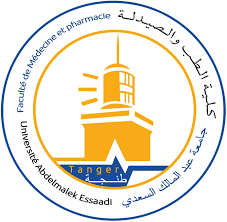 Faculté de Médecine et pharmacie
كلية الطب والصيدلة
Tanger
طنجة
Université Abdelmalek Essaadi
جامعة عبد المالك السعدي